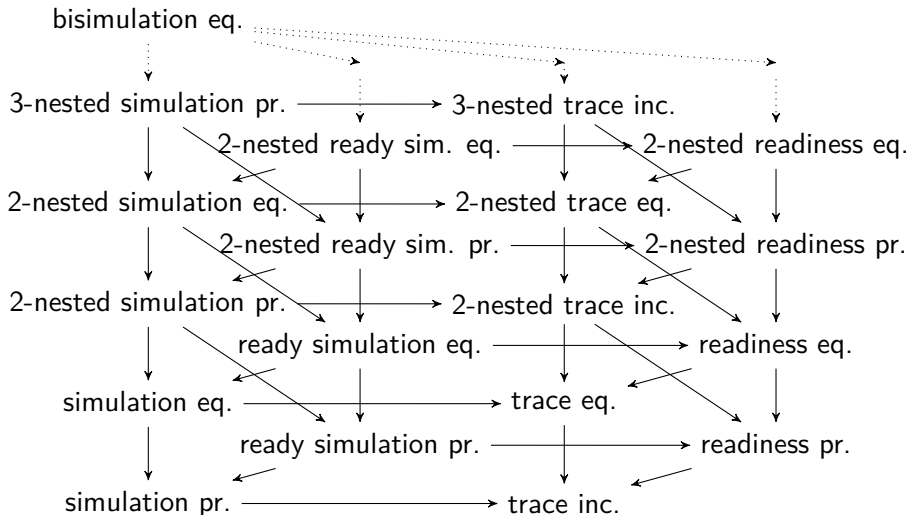 bisimulation eq.
3-nested simulation pr.
3-nested trace inc.
2-nested ready sim. eq.
2-nested readiness eq.
2-nested simulation eq.
2-nested trace eq.
2-nested ready sim. pr.
2-nested readiness pr.
2-nested simulation pr.
2-nested trace inc.
ready simulation eq.
readiness eq.
simulation eq.
trace eq.
ready simulation pr.
readiness pr.
simulation pr.
trace inc.